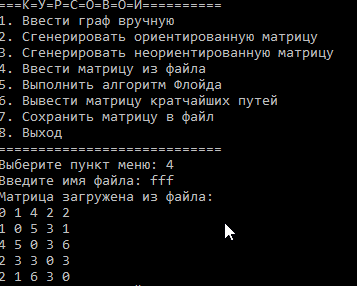 ===К=У=Р=С=О=В=О=Й==========
1. Ввести граф вручную
2. Сгенерировать ориентированную матрицу
3. Сгенерировать неориентированную матрицу
4. Ввести матрицу из файла
5. Выполнить алгоритм Флойда
6. Вывести матрицу кратчайших путей
7. Сохранить матрицу в файл
8. Выход
============================
Выберите пункт меню: 4
Введите имя файла: fff
Матрица загружена из файла:
0 1 4 2 2
1 0 5 3 1
4 5 0 3 6
2 3 3 0 3
2 1 6 3 0